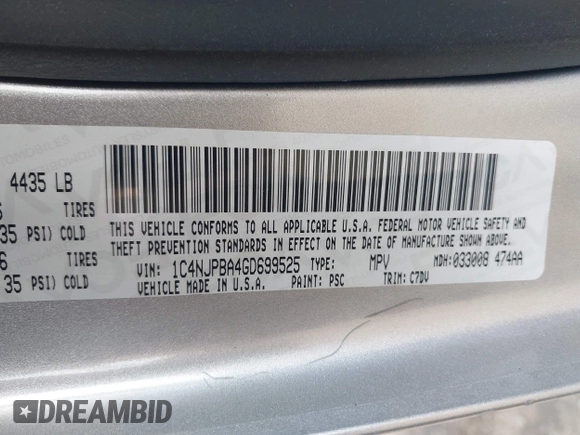 4435 LB
TIRES
35 PSI) COLD
TIRES
35 PSI) COLD
THIS VEHICLE CONFORMS TO ALL APPLICABLE U.S.A. FEDERAL MOTOR VEHICLE SAFETY AND
THEFT PREVENTION STANDARDS IN EFFECT ON THE DATE OF MANUFACTURE SHOWN ABOVE.
VIN: 1C4NJPBA4GD699525 TYPE: MPV MDH: 033008 474AA
VEHICLE MADE IN U.S.A. PAINT: PSC TRIM: C7DV
DREAMBID